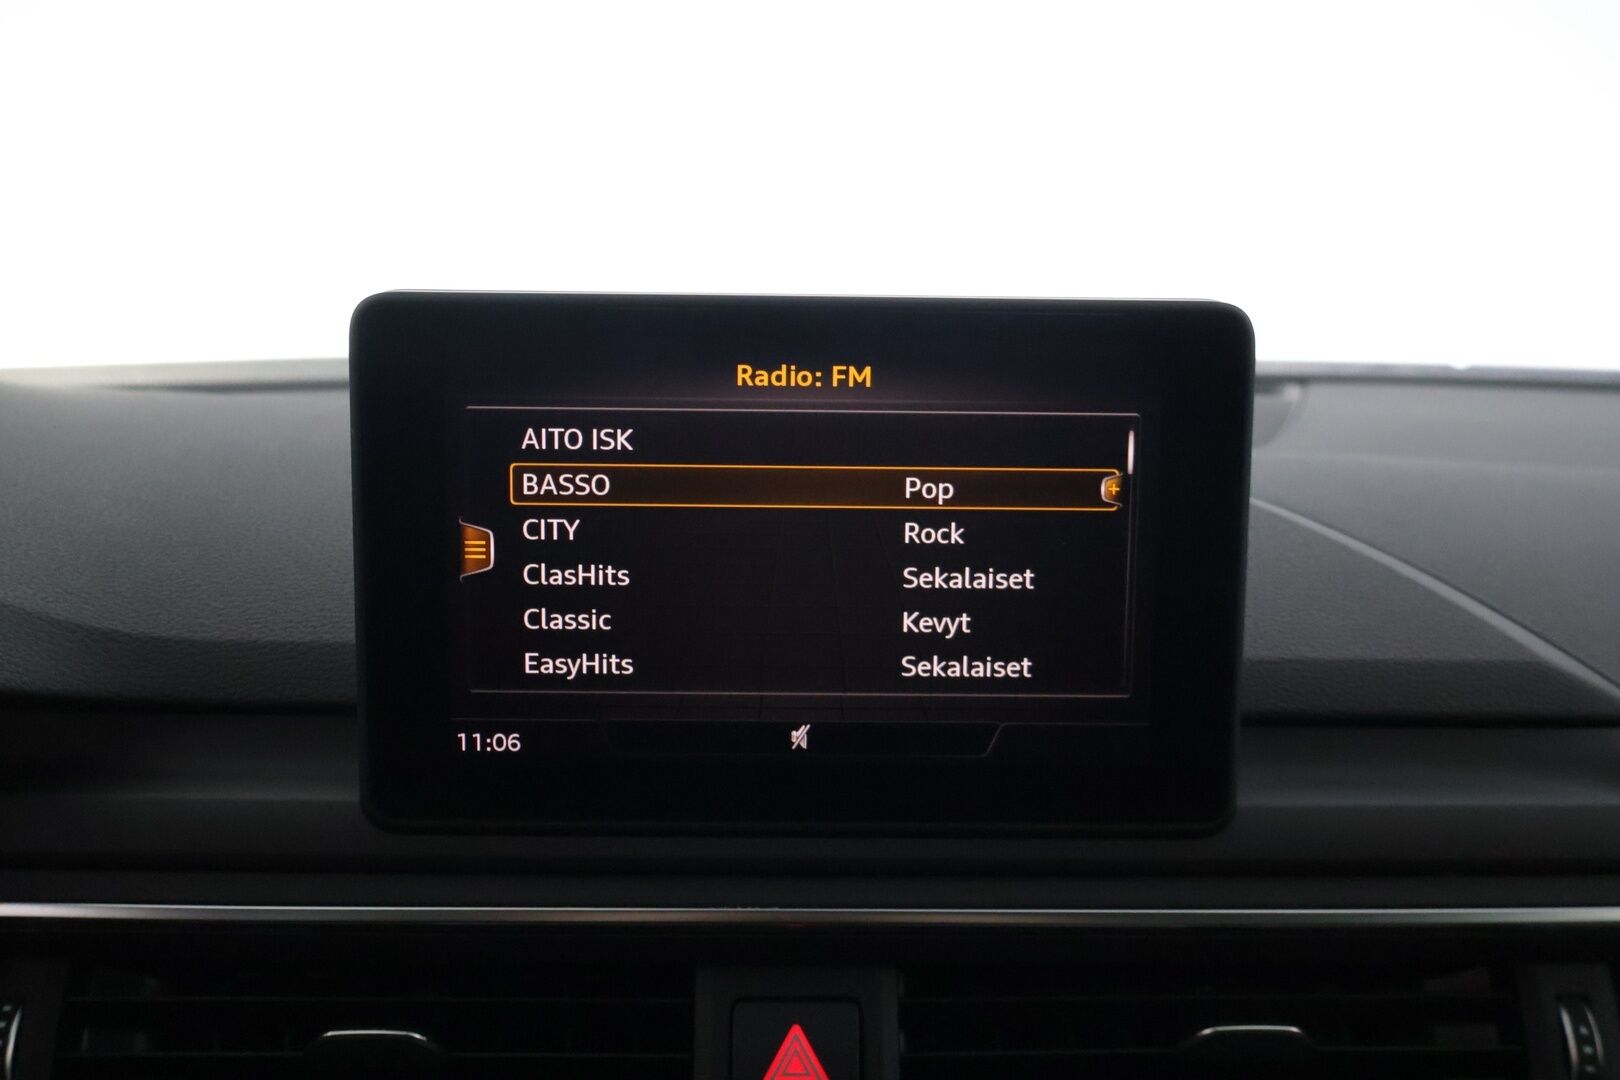 Radio: FM
AITO ISK
BASSO Pop
CITY Rock
ClasHits Sekalaiset
Classic Kevyt
EasyHits Sekalaiset
11:06